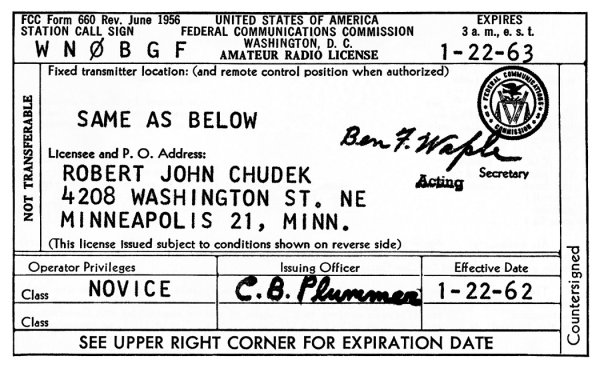 FCC Form 660 Rev. June 1956
STATION CALL SIGN
WNØBGF
UNITED STATES OF AMERICA
FEDERAL COMMUNICATIONS COMMISSION
WASHINGTON, D. C.
AMATEUR RADIO LICENSE
EXPIRES
3 a. m., e. s. t.
1-22-63
NOT TRANSFERABLE
Fixed transmitter location: (and remote control position when authorized)
SAME AS BELOW
FEDERAL COMMUNICATIONS COMMISSION
Ben F. Waple
Acting Secretary
Licensee and P. O. Address:
ROBERT JOHN CHUDEK
4208 WASHINGTON ST. NE
MINNEAPOLIS 21, MINN.
(This license issued subject to conditions shown on reverse side)
Operator Privileges
Class NOVICE
Class
Issuing Officer
C. B. Plummer
Effective Date
1-22-62
Countersigned
SEE UPPER RIGHT CORNER FOR EXPIRATION DATE